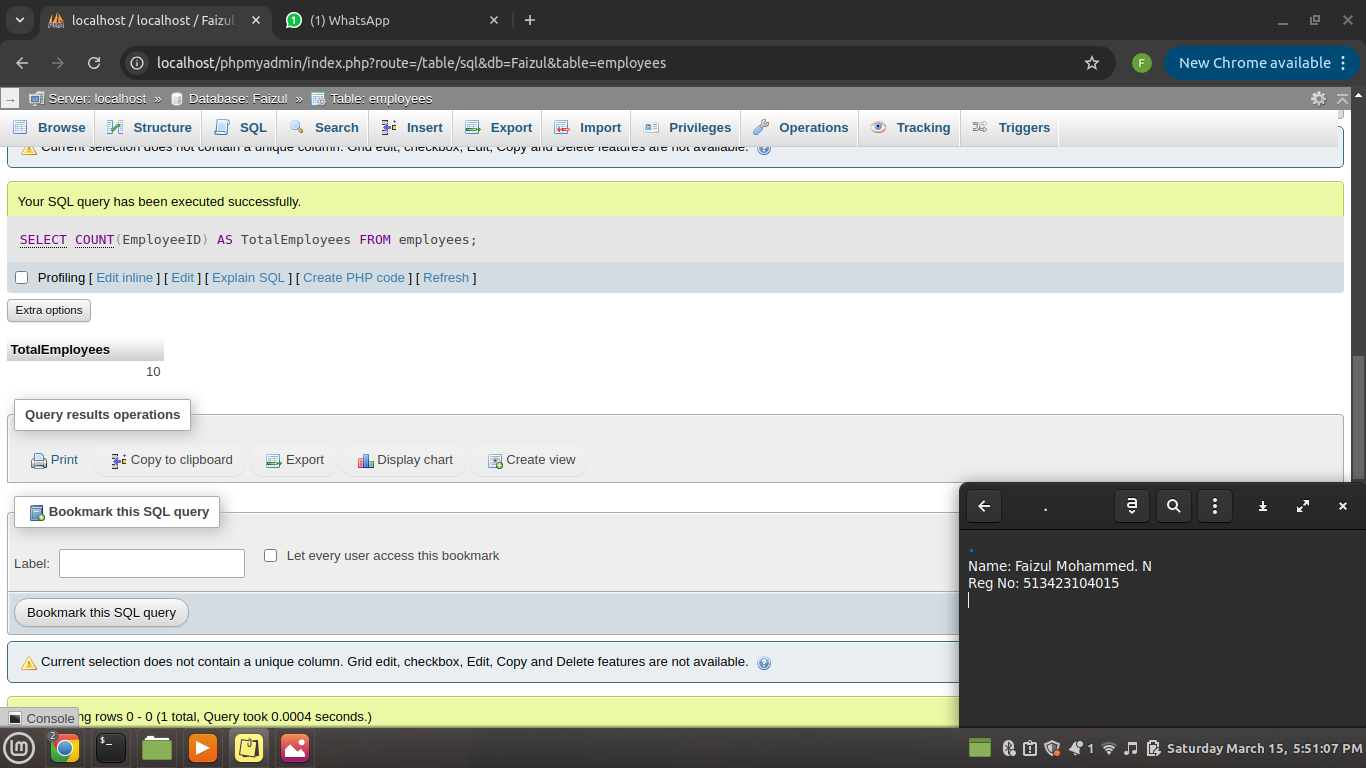 localhost / localhost / Faizul
(1) WhatsApp
localhost/phpmyadmin/index.php?route=/table/sql&db=Faizul&table=employees
F
New Chrome available
Server: localhost » Database: Faizul » Table: employees
Browse Structure SQL Search Insert Export Import Privileges Operations Tracking Triggers
Current selection does not contain a unique column. Grid edit, checkbox, Edit, Copy and Delete features are not available.
Your SQL query has been executed successfully.
SELECT COUNT(EmployeeID) AS TotalEmployees FROM employees;
Profiling [ Edit inline ] [ Edit ] [ Explain SQL ] [ Create PHP code ] [ Refresh ]
Extra options
TotalEmployees
10
Query results operations
Print Copy to clipboard Export Display chart Create view
Bookmark this SQL query
Label:
Let every user access this bookmark
Bookmark this SQL query
Current selection does not contain a unique column. Grid edit, checkbox, Edit, Copy and Delete features are not available.
Console
ng rows 0 - 0 (1 total, Query took 0.0004 seconds.)
.
a
.
Name: Faizul Mohammed. N
Reg No: 513423104015
2
1
Saturday March 15, 5:51:07 PM